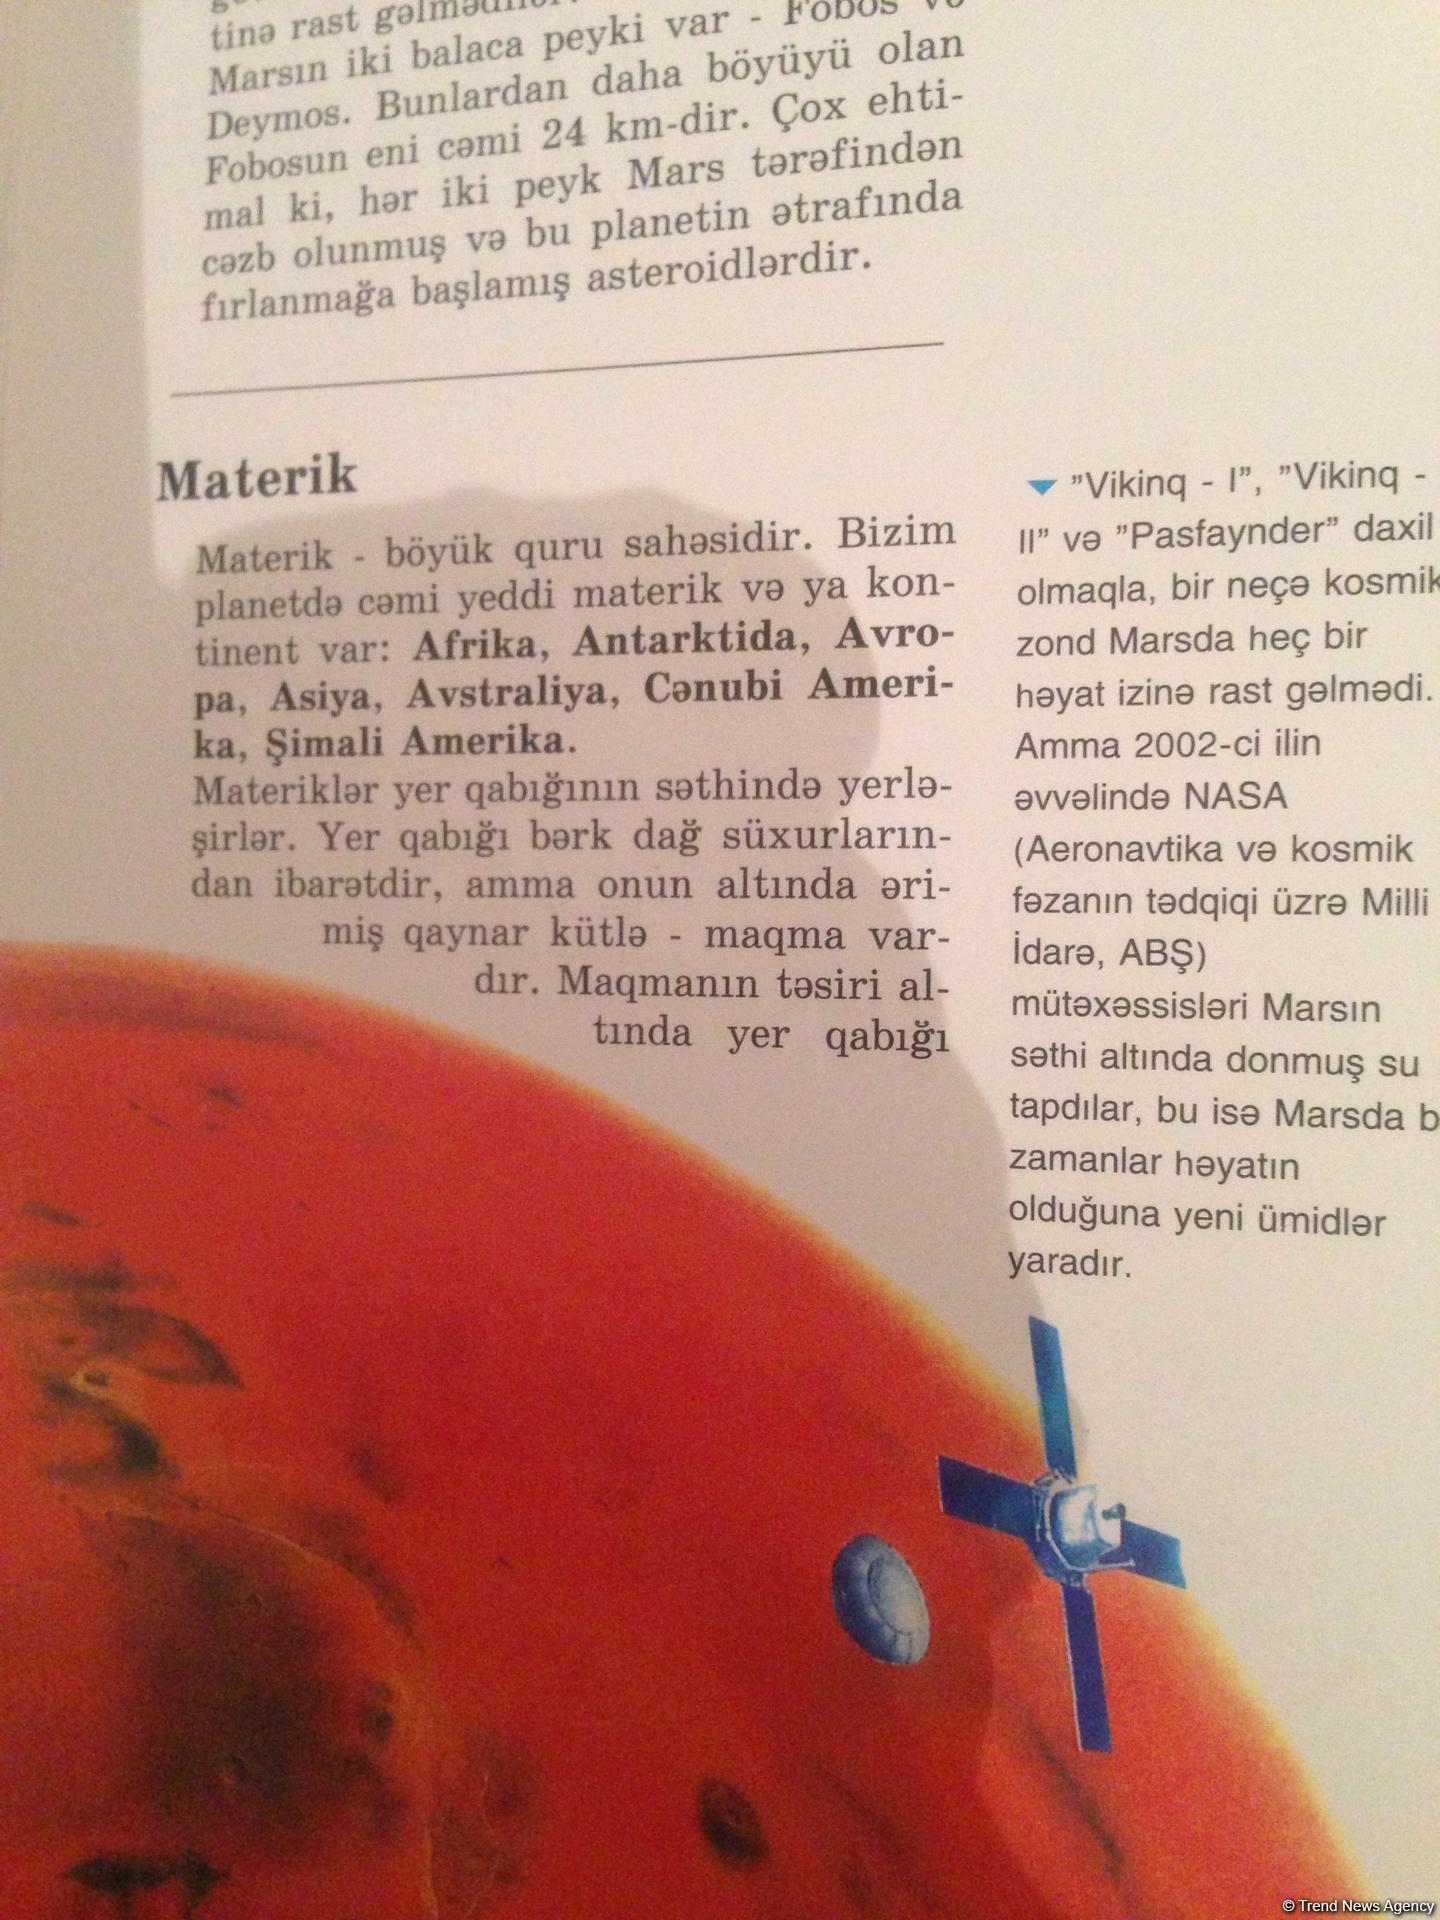 tinə rast
Marsın iki balaca peyki var - Fobos və
Deymos. Bunlardan daha böyüyü olan
Fobosun eni cəmi 24 km-dir. Çox ehti-
mal ki, hər iki peyk Mars tərəfindən
cəzb olunmuş və bu planetin ətrafında
fırlanmağa başlamış asteroidlərdir.
Materik
Materik - böyük quru sahəsidir. Bizim
planetdə cəmi yeddi materik və ya kon-
tinent var: Afrika, Antarktida, Avro-
pa, Asiya, Avstraliya, Cənubi Ameri-
ka, Şimali Amerika.
Materiklər yer qabığının səthində yerlə-
şirlər. Yer qabığı bərk dağ süxurların-
dan ibarətdir, amma onun altında əri-
miş qaynar kütlə - maqma var-
dır. Maqmanın təsiri al-
tında yer qabığı
”Vikinq - I”, ”Vikinq -
II” və ”Pasfaynder” daxil
olmaqla, bir neçə kosmik
zond Marsda heç bir
həyat izinə rast gəlmədi.
Amma 2002-ci ilin
əvvəlində NASA
(Aeronavtika və kosmik
fəzanın tədqiqi üzrə Milli
İdarə, ABŞ)
mütəxəssisləri Marsın
səthi altında donmuş su
tapdılar, bu isə Marsda
zamanlar həyatın
olduğuna yeni ümidlər
yaradır.
© Trend News Agency